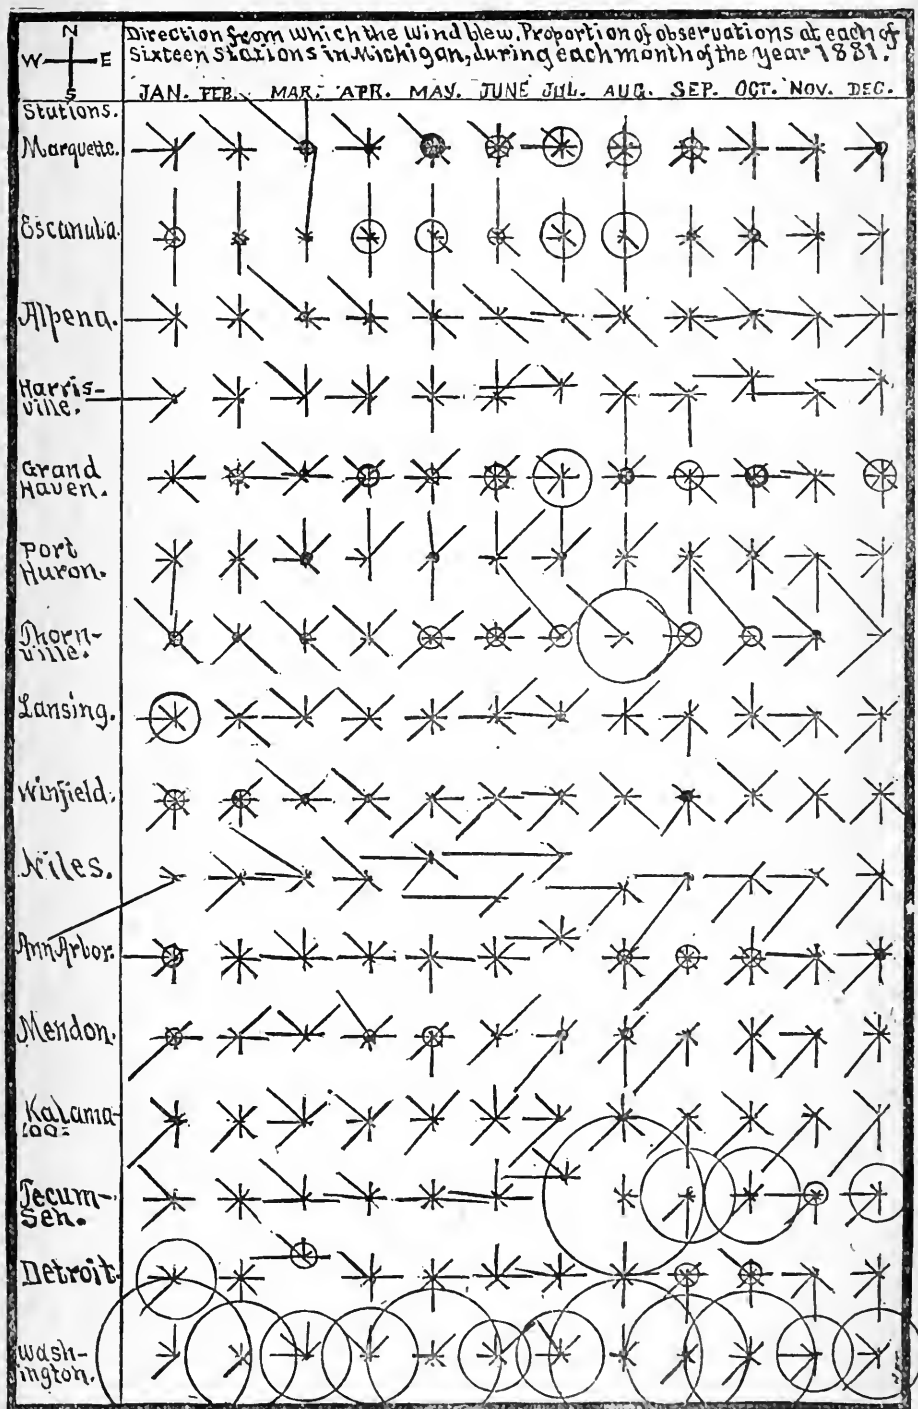 N
Direction from which the Wind blew. Proportion of observations at each of
W E Sixteen Stations in Michigan, during each month of the year 1881.
S
JAN. FEB. MAR. APR. MAY. JUNE JUL. AUG. SEP. OCT. NOV. DEC.
Stations.
Marquette.
Escanaba.
Alpena.
Harris-
ville.
Grand
Haven.
Port
Huron.
Thorn-
ville.
Lansing.
Winfield.
Niles.
Ann Arbor.
Mendon.
Kalama-
zoo=
Tecum-
Seh.
Detroit.
Wash-
ington.